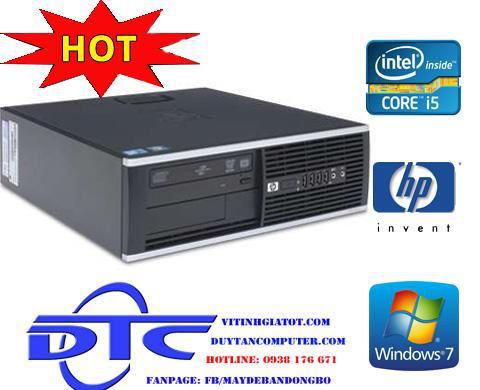 HOT
intel inside™
CORE i5
hp
invent
DTC
VITINHGIATOT.COM
DUYTANCOMPUTER.COM
HOTLINE: 0938 176 671
FANPAGE: FB/MAYDEBANDONGBO
Windows® 7